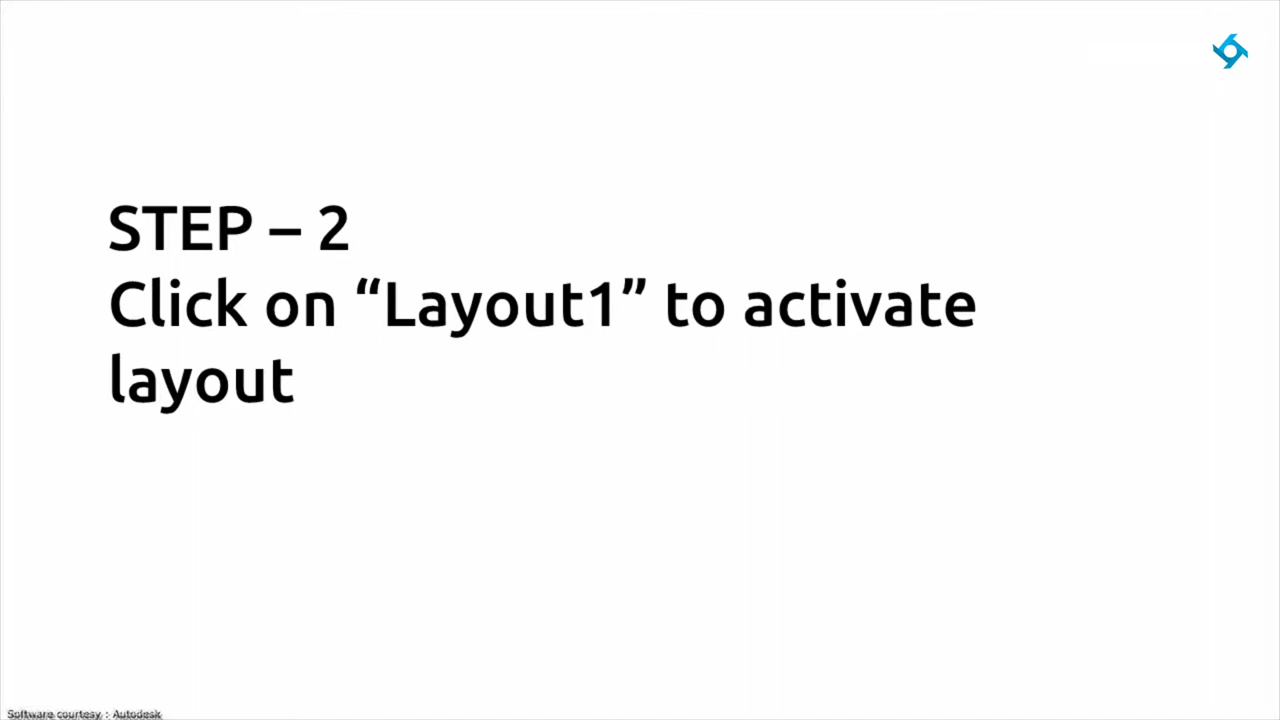 STEP – 2
Click on “Layout1” to activate
layout
Software courtesy : Autodesk